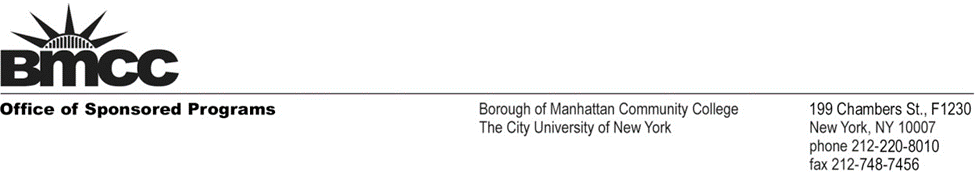 BMCC
Office of Sponsored Programs
Borough of Manhattan Community College
The City University of New York
199 Chambers St., F1230
New York, NY 10007
phone 212-220-8010
fax 212-748-7456